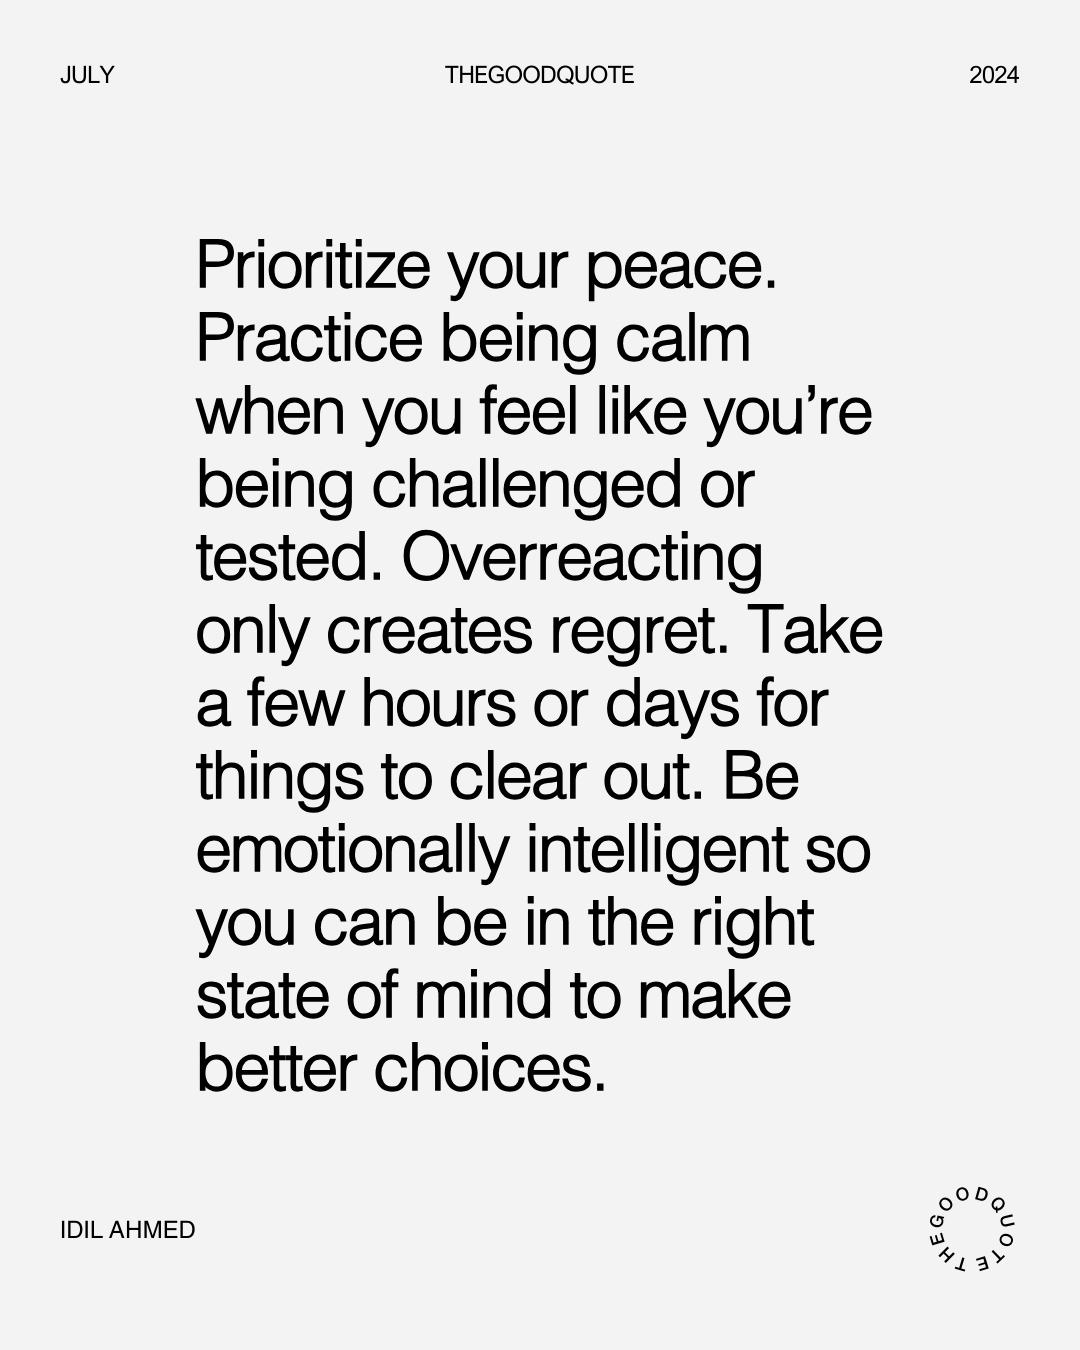 JULY
THEGOODQUOTE
2024
Prioritize your peace.
Practice being calm
when you feel like you’re
being challenged or
tested. Overreacting
only creates regret. Take
a few hours or days for
things to clear out. Be
emotionally intelligent so
you can be in the right
state of mind to make
better choices.
IDIL AHMED
THEGOODQUOTE